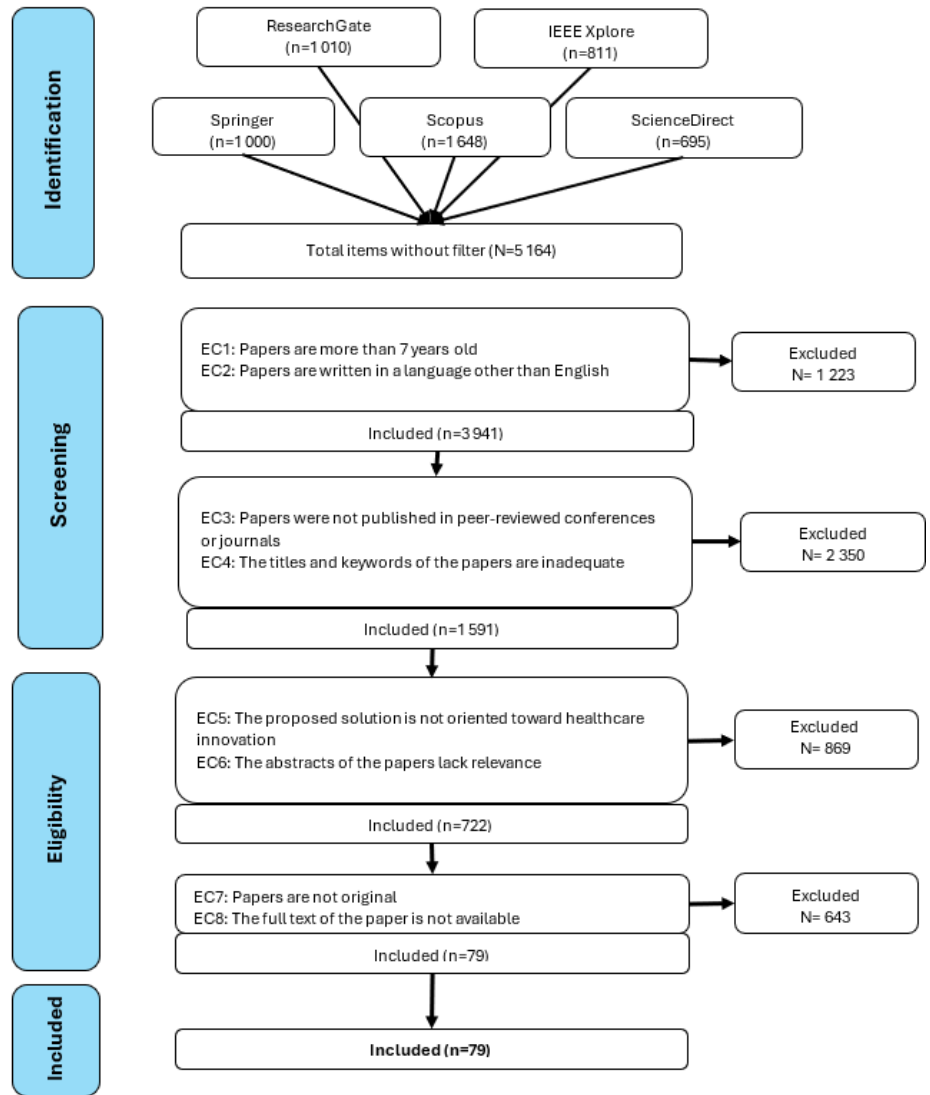 Identification
ResearchGate
(n=1 010)
IEEE Xplore
(n=811)
Springer
(n=1 000)
Scopus
(n=1 648)
ScienceDirect
(n=695)
Total items without filter (N=5 164)
Screening
EC1: Papers are more than 7 years old
EC2: Papers are written in a language other than English
Excluded
N= 1 223
Included (n=3 941)
EC3: Papers were not published in peer-reviewed conferences
or journals
EC4: The titles and keywords of the papers are inadequate
Excluded
N= 2 350
Included (n=1 591)
Eligibility
EC5: The proposed solution is not oriented toward healthcare
innovation
EC6: The abstracts of the papers lack relevance
Excluded
N= 869
Included (n=722)
EC7: Papers are not original
EC8: The full text of the paper is not available
Excluded
N= 643
Included (n=79)
Included
Included (n=79)